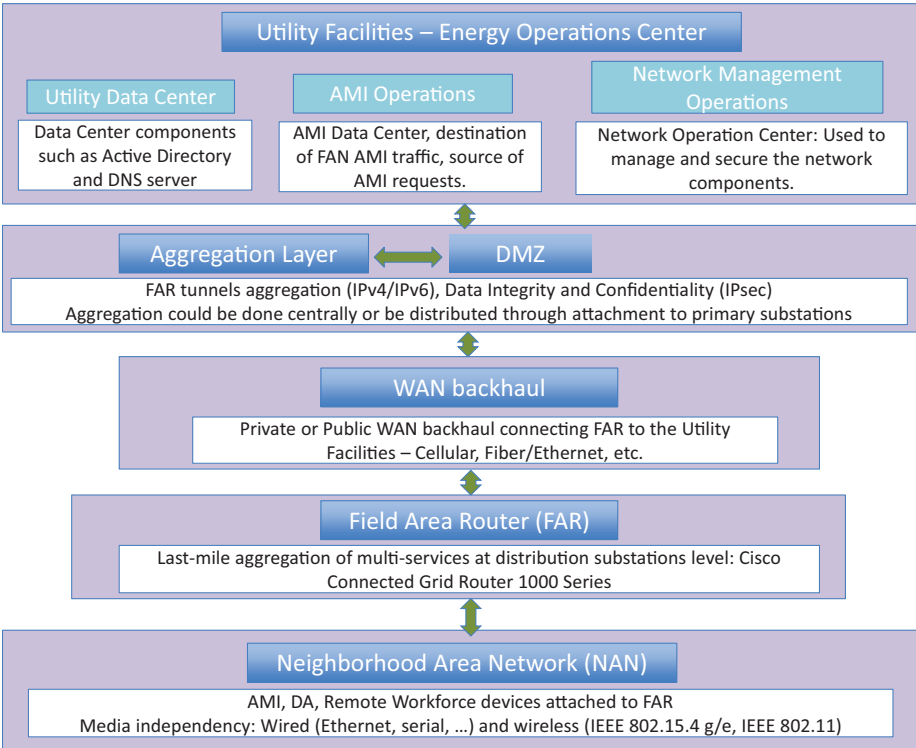 Utility Facilities – Energy Operations Center
Utility Data Center
Data Center components
such as Active Directory
and DNS server
AMI Operations
AMI Data Center, destination
of FAN AMI traffic, source of
AMI requests.
Network Management
Operations
Network Operation Center: Used to
manage and secure the network
components.
Aggregation Layer
DMZ
FAR tunnels aggregation (IPv4/IPv6), Data Integrity and Confidentiality (IPsec)
Aggregation could be done centrally or be distributed through attachment to primary substations
WAN backhaul
Private or Public WAN backhaul connecting FAR to the Utility
Facilities – Cellular, Fiber/Ethernet, etc.
Field Area Router (FAR)
Last-mile aggregation of multi-services at distribution substations level: Cisco
Connected Grid Router 1000 Series
Neighborhood Area Network (NAN)
AMI, DA, Remote Workforce devices attached to FAR
Media independency: Wired (Ethernet, serial, ...) and wireless (IEEE 802.15.4 g/e, IEEE 802.11)